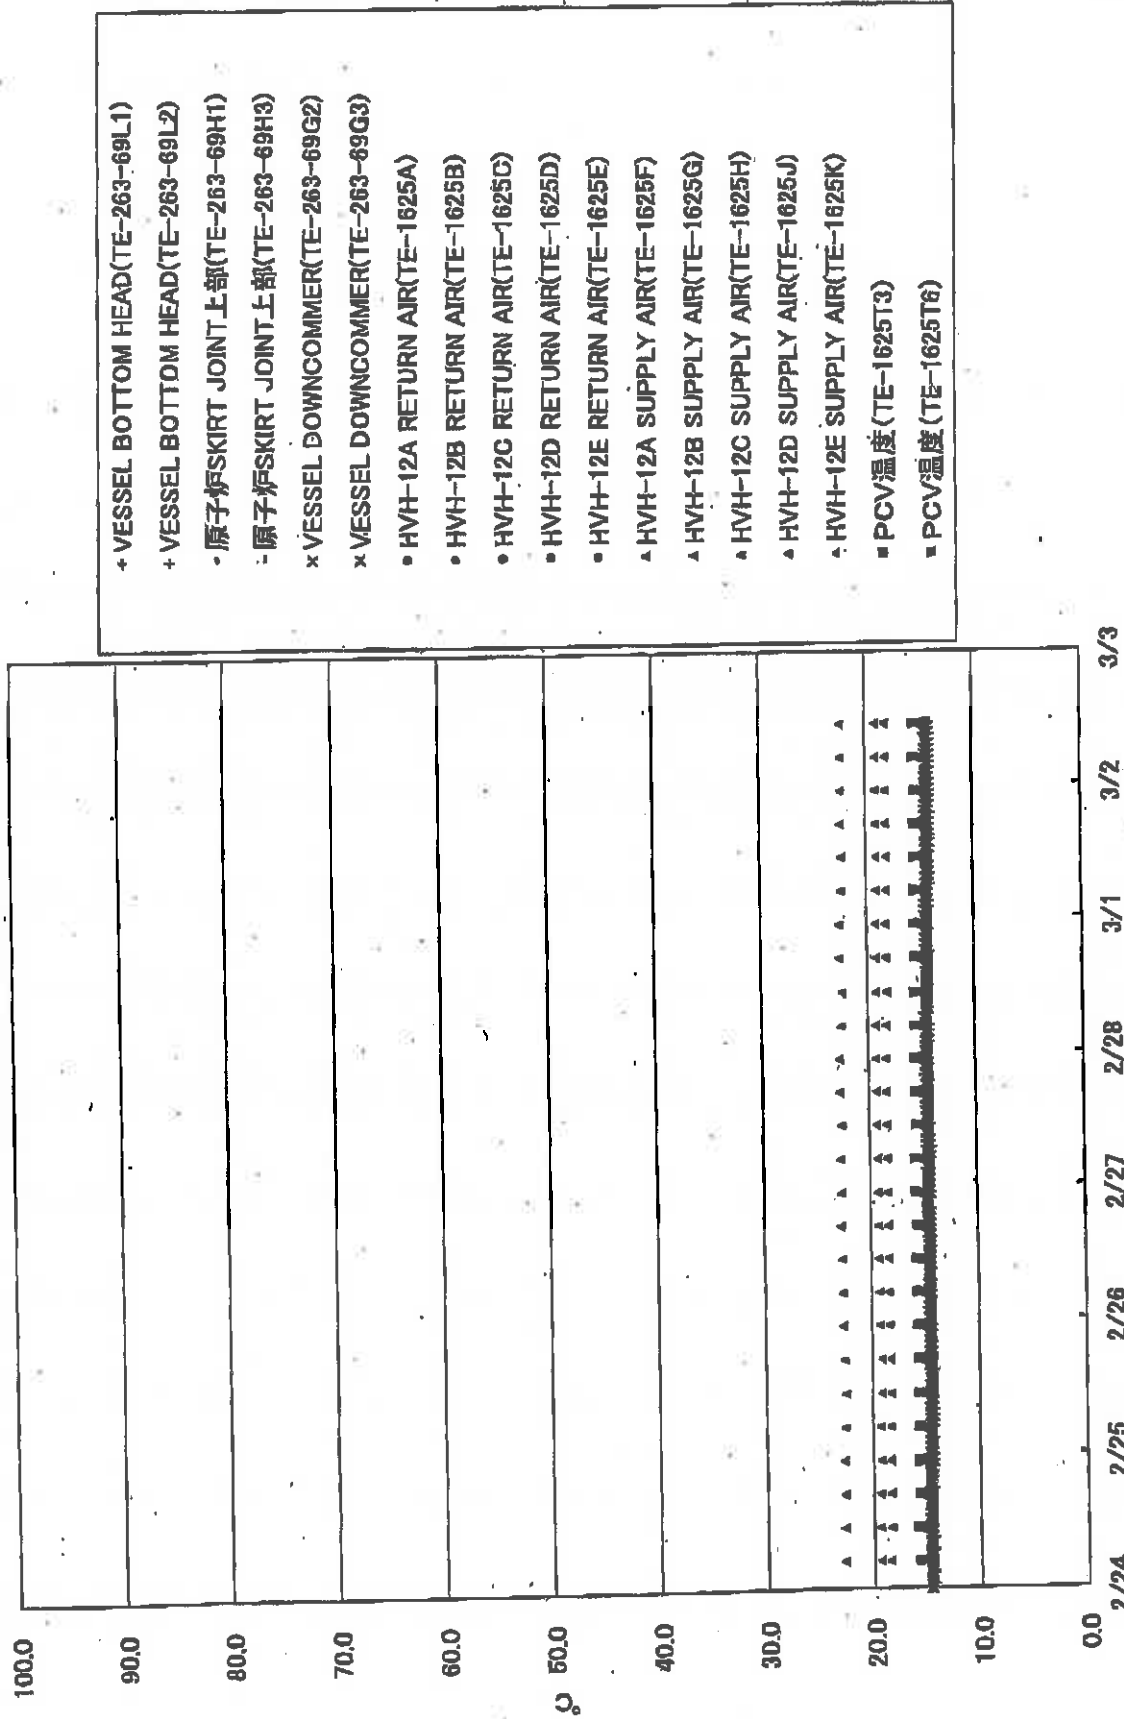 100.0
90.0
80.0
70.0
60.0
50.0
40.0
30.0
20.0
10.0
0.0
℃
2/24
2/25
2/26
2/27
2/28
3/1
3/2
3/3
+ VESSEL BOTTOM HEAD(TE-263-69L1)
+ VESSEL BOTTOM HEAD(TE-263-69L2)
- 原子炉SKIRT JOINT上部(TE-263-69H1)
- 原子炉SKIRT JOINT上部(TE-263-69H3)
× VESSEL DOWNCOMMER(TE-263-69G2)
× VESSEL DOWNCOMMER(TE-263-69G3)
● HVH-12A RETURN AIR(TE-1625A)
● HVH-12B RETURN AIR(TE-1625B)
● HVH-12C RETURN AIR(TE-1625C)
● HVH-12D RETURN AIR(TE-1625D)
● HVH-12E RETURN AIR(TE-1625E)
▲ HVH-12A SUPPLY AIR(TE-1625F)
▲ HVH-12B SUPPLY AIR(TE-1625G)
▲ HVH-12C SUPPLY AIR(TE-1625H)
▲ HVH-12D SUPPLY AIR(TE-1625J)
▲ HVH-12E SUPPLY AIR(TE-1625K)
■ PCV温度(TE-1625T3)
■ PCV温度(TE-1625T6)